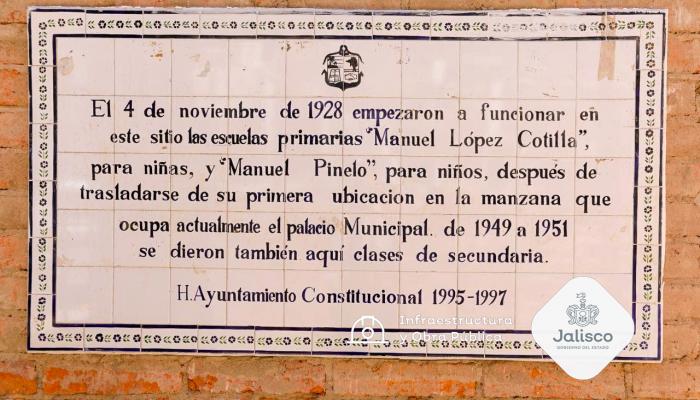 El 4 de noviembre de 1928 empezaron a funcionar en
este sitio las escuelas primarias "Manuel López Cotilla",
para niñas, y "Manuel Pinelo", para niños, después de
trasladarse de su primera ubicacion en la manzana que
ocupa actualmente el palacio Municipal. de 1949 a 1951
se dieron también aquí clases de secundaria.
H. Ayuntamiento Constitucional 1995-1997
Infraestructura
y Obra Pública
Jalisco
GOBIERNO DEL ESTADO